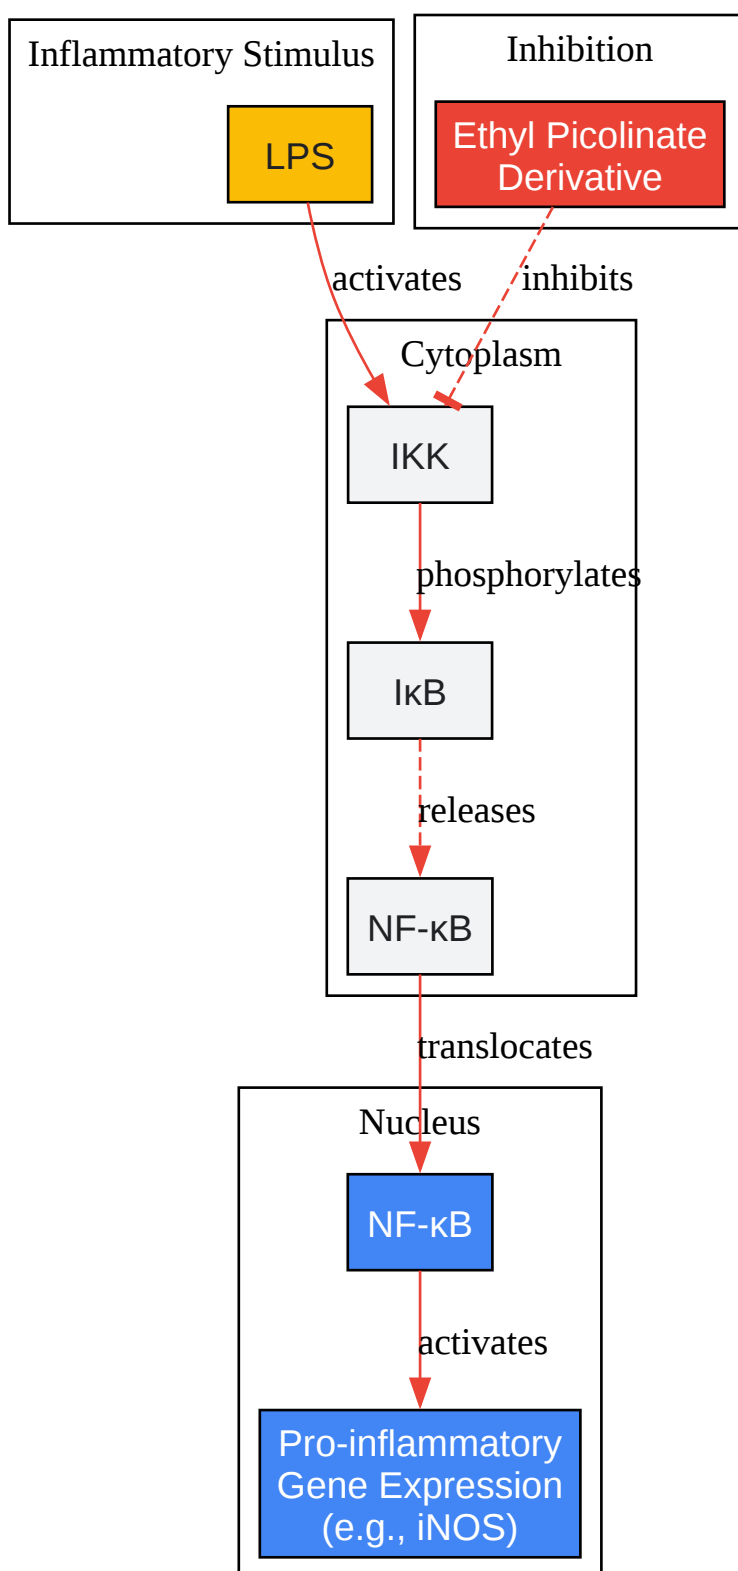 Inflammatory Stimulus
Inhibition
LPS
Ethyl Picolinate
Derivative
activates
inhibits
Cytoplasm
IKK
phosphorylates
IκB
releases
NF-κB
translocates
Nucleus
NF-κB
activates
Pro-inflammatory
Gene Expression
(e.g., iNOS)